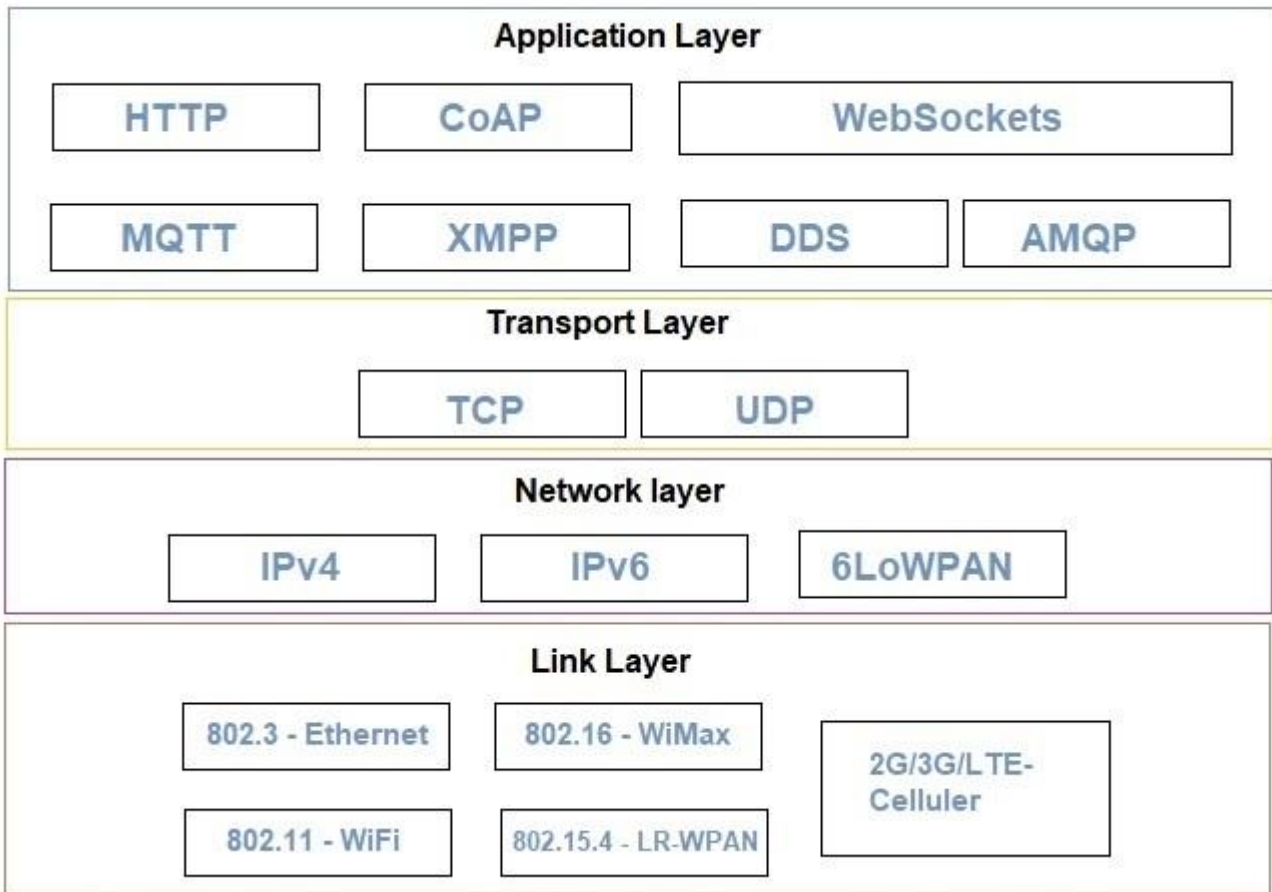 Application Layer
HTTP
CoAP
WebSockets
MQTT
XMPP
DDS
AMQP
Transport Layer
TCP
UDP
Network layer
IPv4
IPv6
6LoWPAN
Link Layer
802.3 - Ethernet
802.16 - WiMax
2G/3G/LTE-
Celluler
802.11 - WiFi
802.15.4 - LR-WPAN